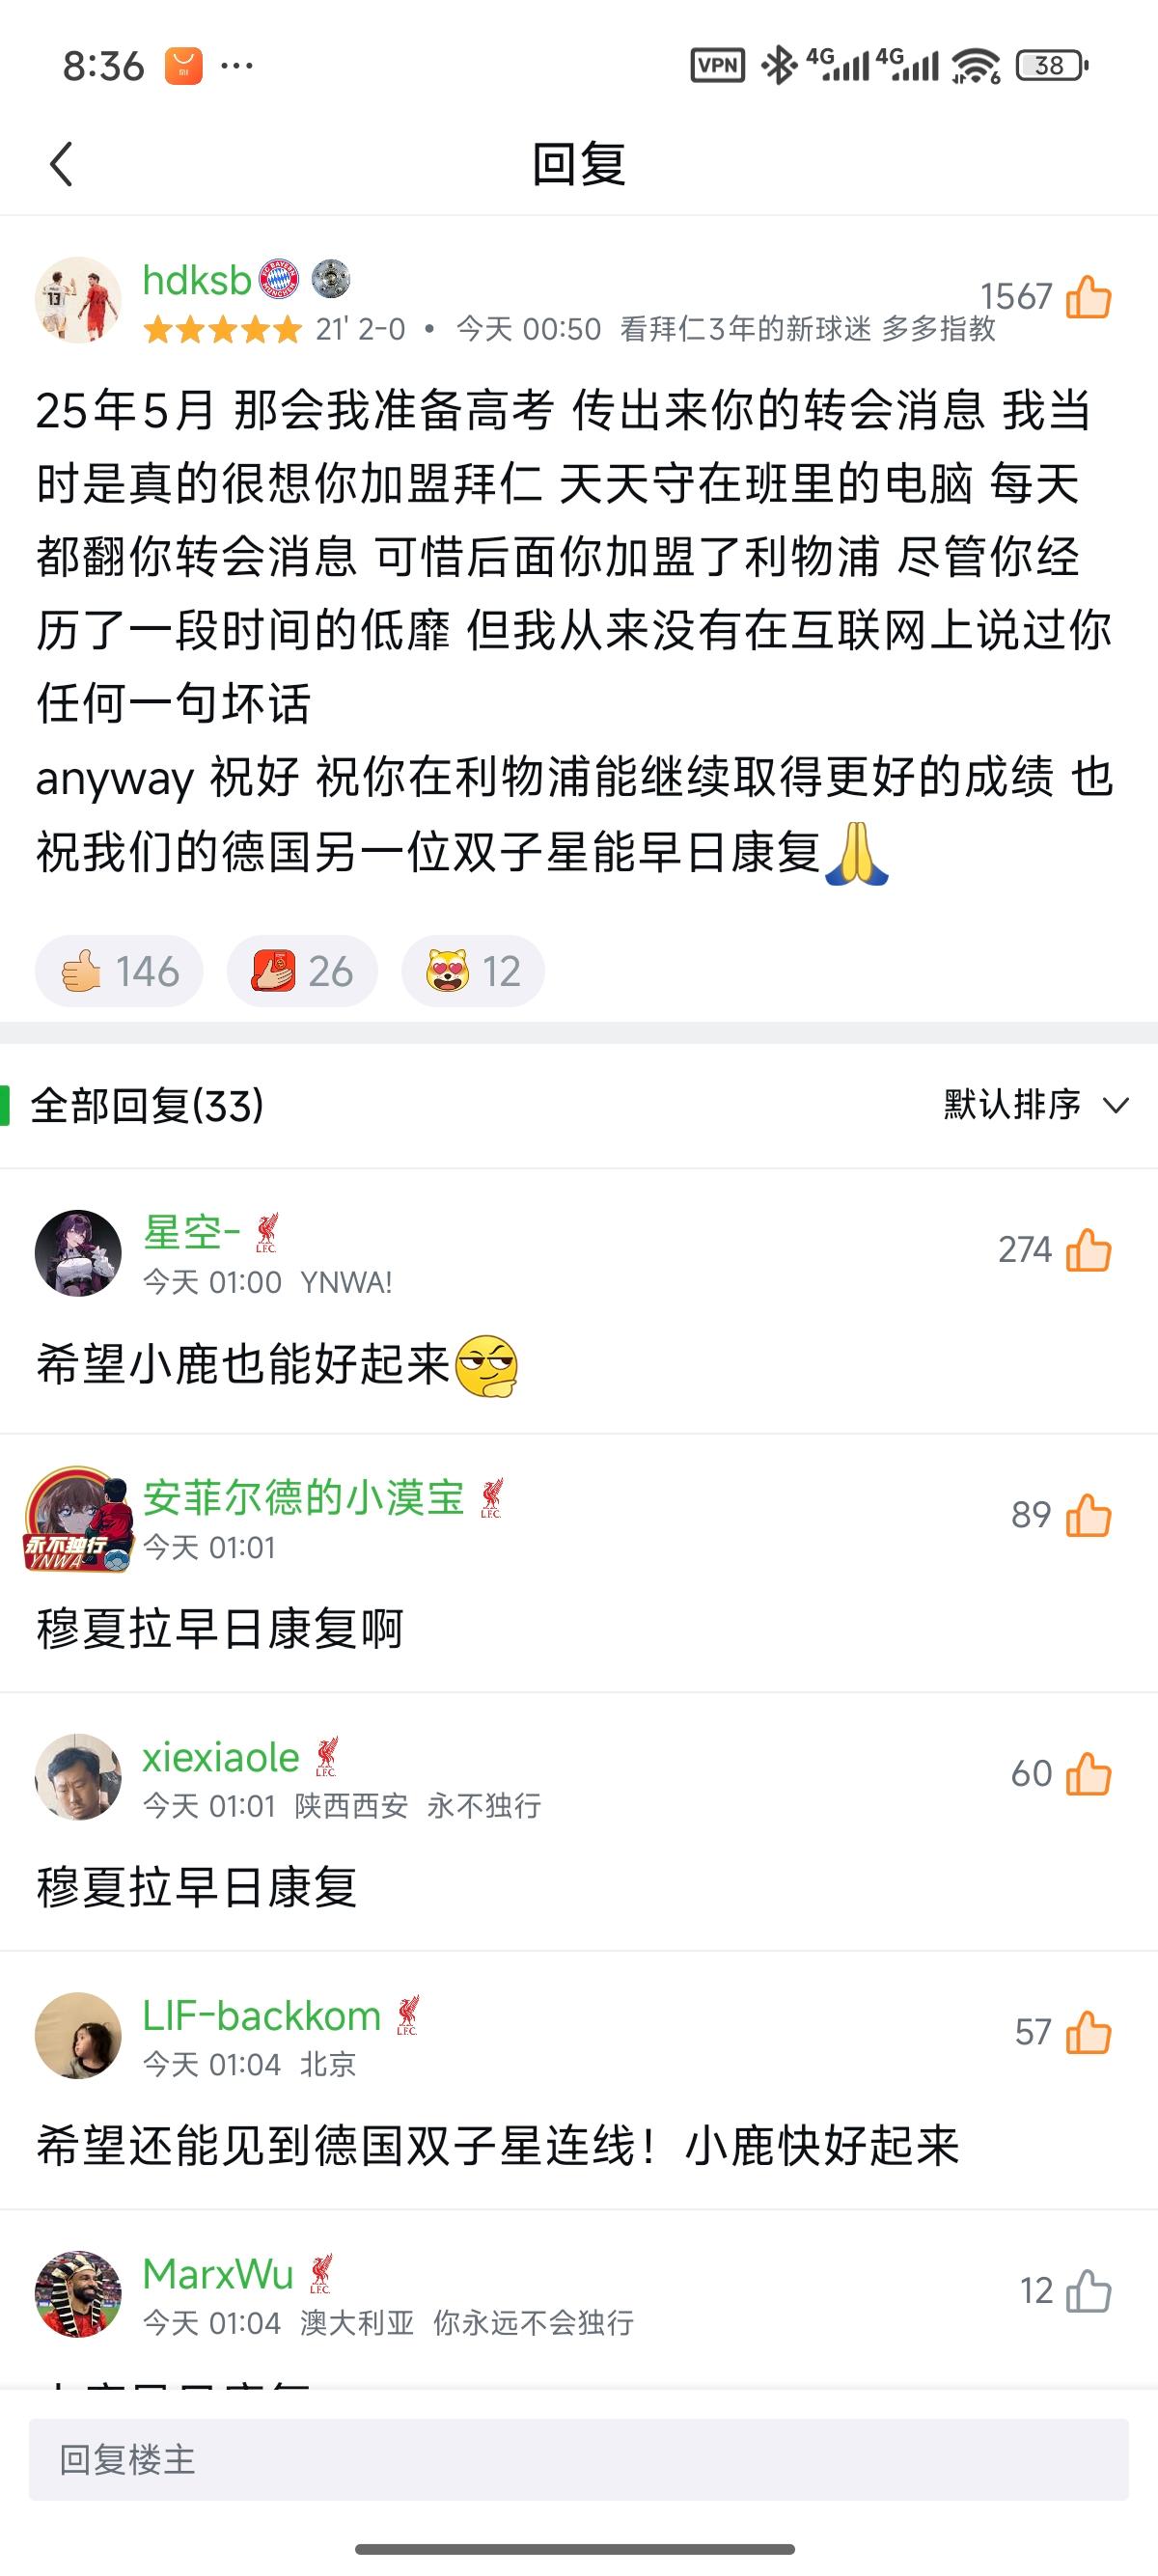 8:36
VPN 4G 4G 6 38
回复
hdksb
1567
21' 2-0 • 今天 00:50 看拜仁3年的新球迷 多多指教
25年5月 那会我准备高考 传出来你的转会消息 我当
时是真的很想你加盟拜仁 天天守在班里的电脑 每天
都翻你转会消息 可惜后面你加盟了利物浦 尽管你经
历了一段时间的低靡 但我从来没有在互联网上说过你
任何一句坏话
anyway 祝好 祝你在利物浦能继续取得更好的成绩 也
祝我们的德国另一位双子星能早日康复🙏
146 26 12
全部回复(33)
默认排序
星空-
L.F.C.
274
今天 01:00 YNWA!
希望小鹿也能好起来
安菲尔德的小漠宝
L.F.C.
89
永不独行
YNWA
今天 01:01
穆夏拉早日康复啊
xiexiaole
L.F.C.
60
今天 01:01 陕西西安 永不独行
穆夏拉早日康复
LIF-backkom
L.F.C.
57
今天 01:04 北京
希望还能见到德国双子星连线！小鹿快好起来
MarxWu
L.F.C.
12
今天 01:04 澳大利亚 你永远不会独行
回复楼主